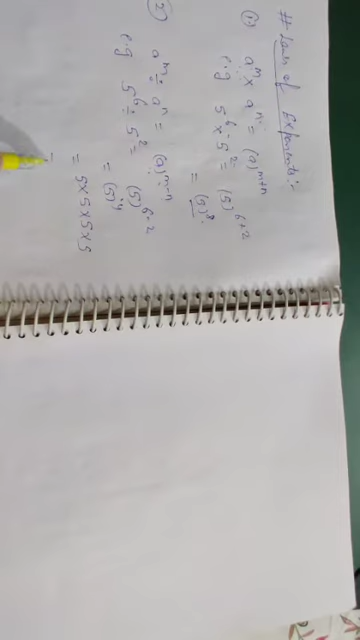 # Laws of Exponents:-
(1.) a^m × a^n = (a)^m+n
e.g 5^6 × 5^2 = (5)^6+2
= (5)^8.
(2) a^m ÷ a^n = (a)^m-n
e.g 5^6 ÷ 5^2 = (5)^6-2
= (5)^4
= 5×5×5×5
=